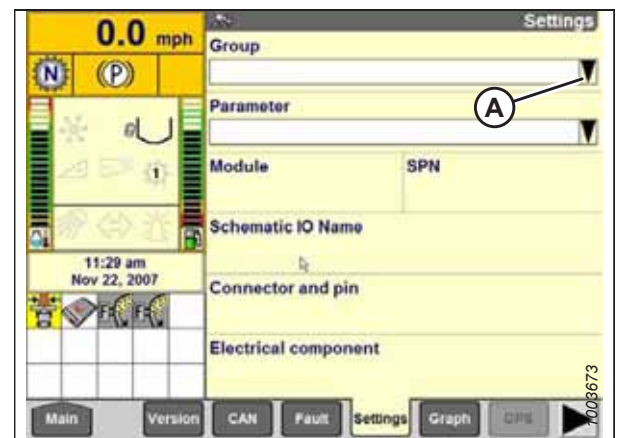 0.0 mph
Settings
Group
N
(P)
A
Parameter
1
Module
SPN
Schematic IO Name
11:29 am
Nov 22, 2007
Connector and pin
Electrical component
Main
Version
CAN
Fault
Settings
Graph
GPS
1003673